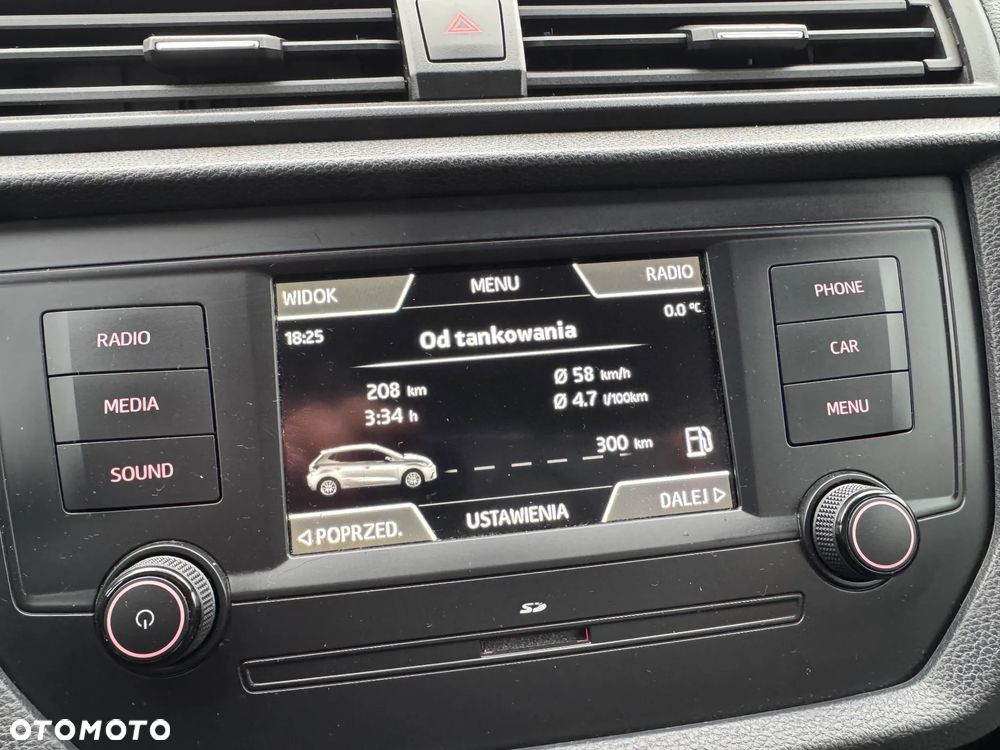 WIDOK
MENU
RADIO
18:25
Od tankowania
0.0 °C
208 km
Ø 58 km/h
3:34 h
Ø 4.7 l/100km
300 km
POPRZED.
USTAWIENIA
DALEJ
RADIO
MEDIA
SOUND
PHONE
CAR
MENU
SD
OTOMOTO